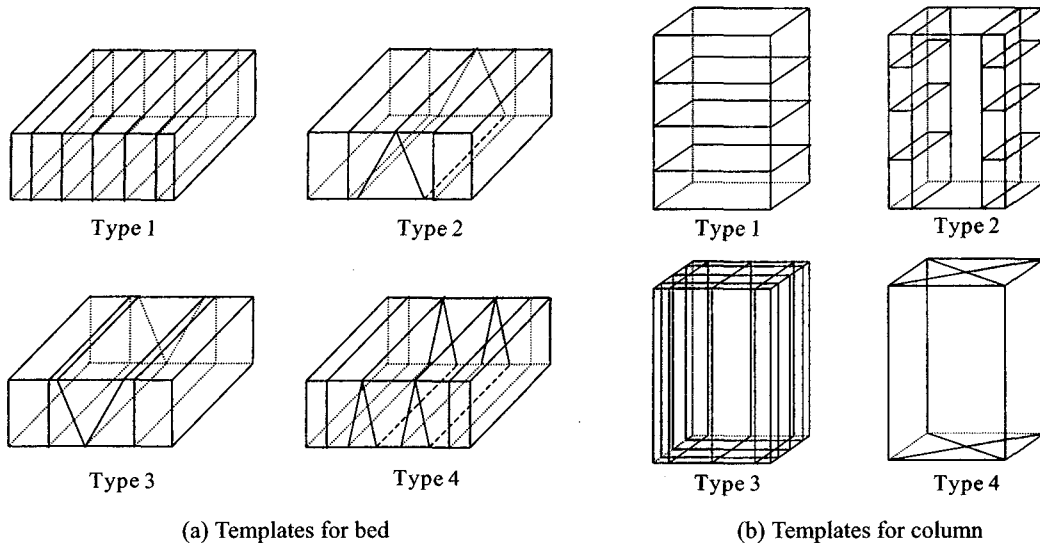 Type 1
Type 2
Type 1
Type 2
Type 3
Type 4
Type 3
Type 4
(a) Templates for bed
(b) Templates for column